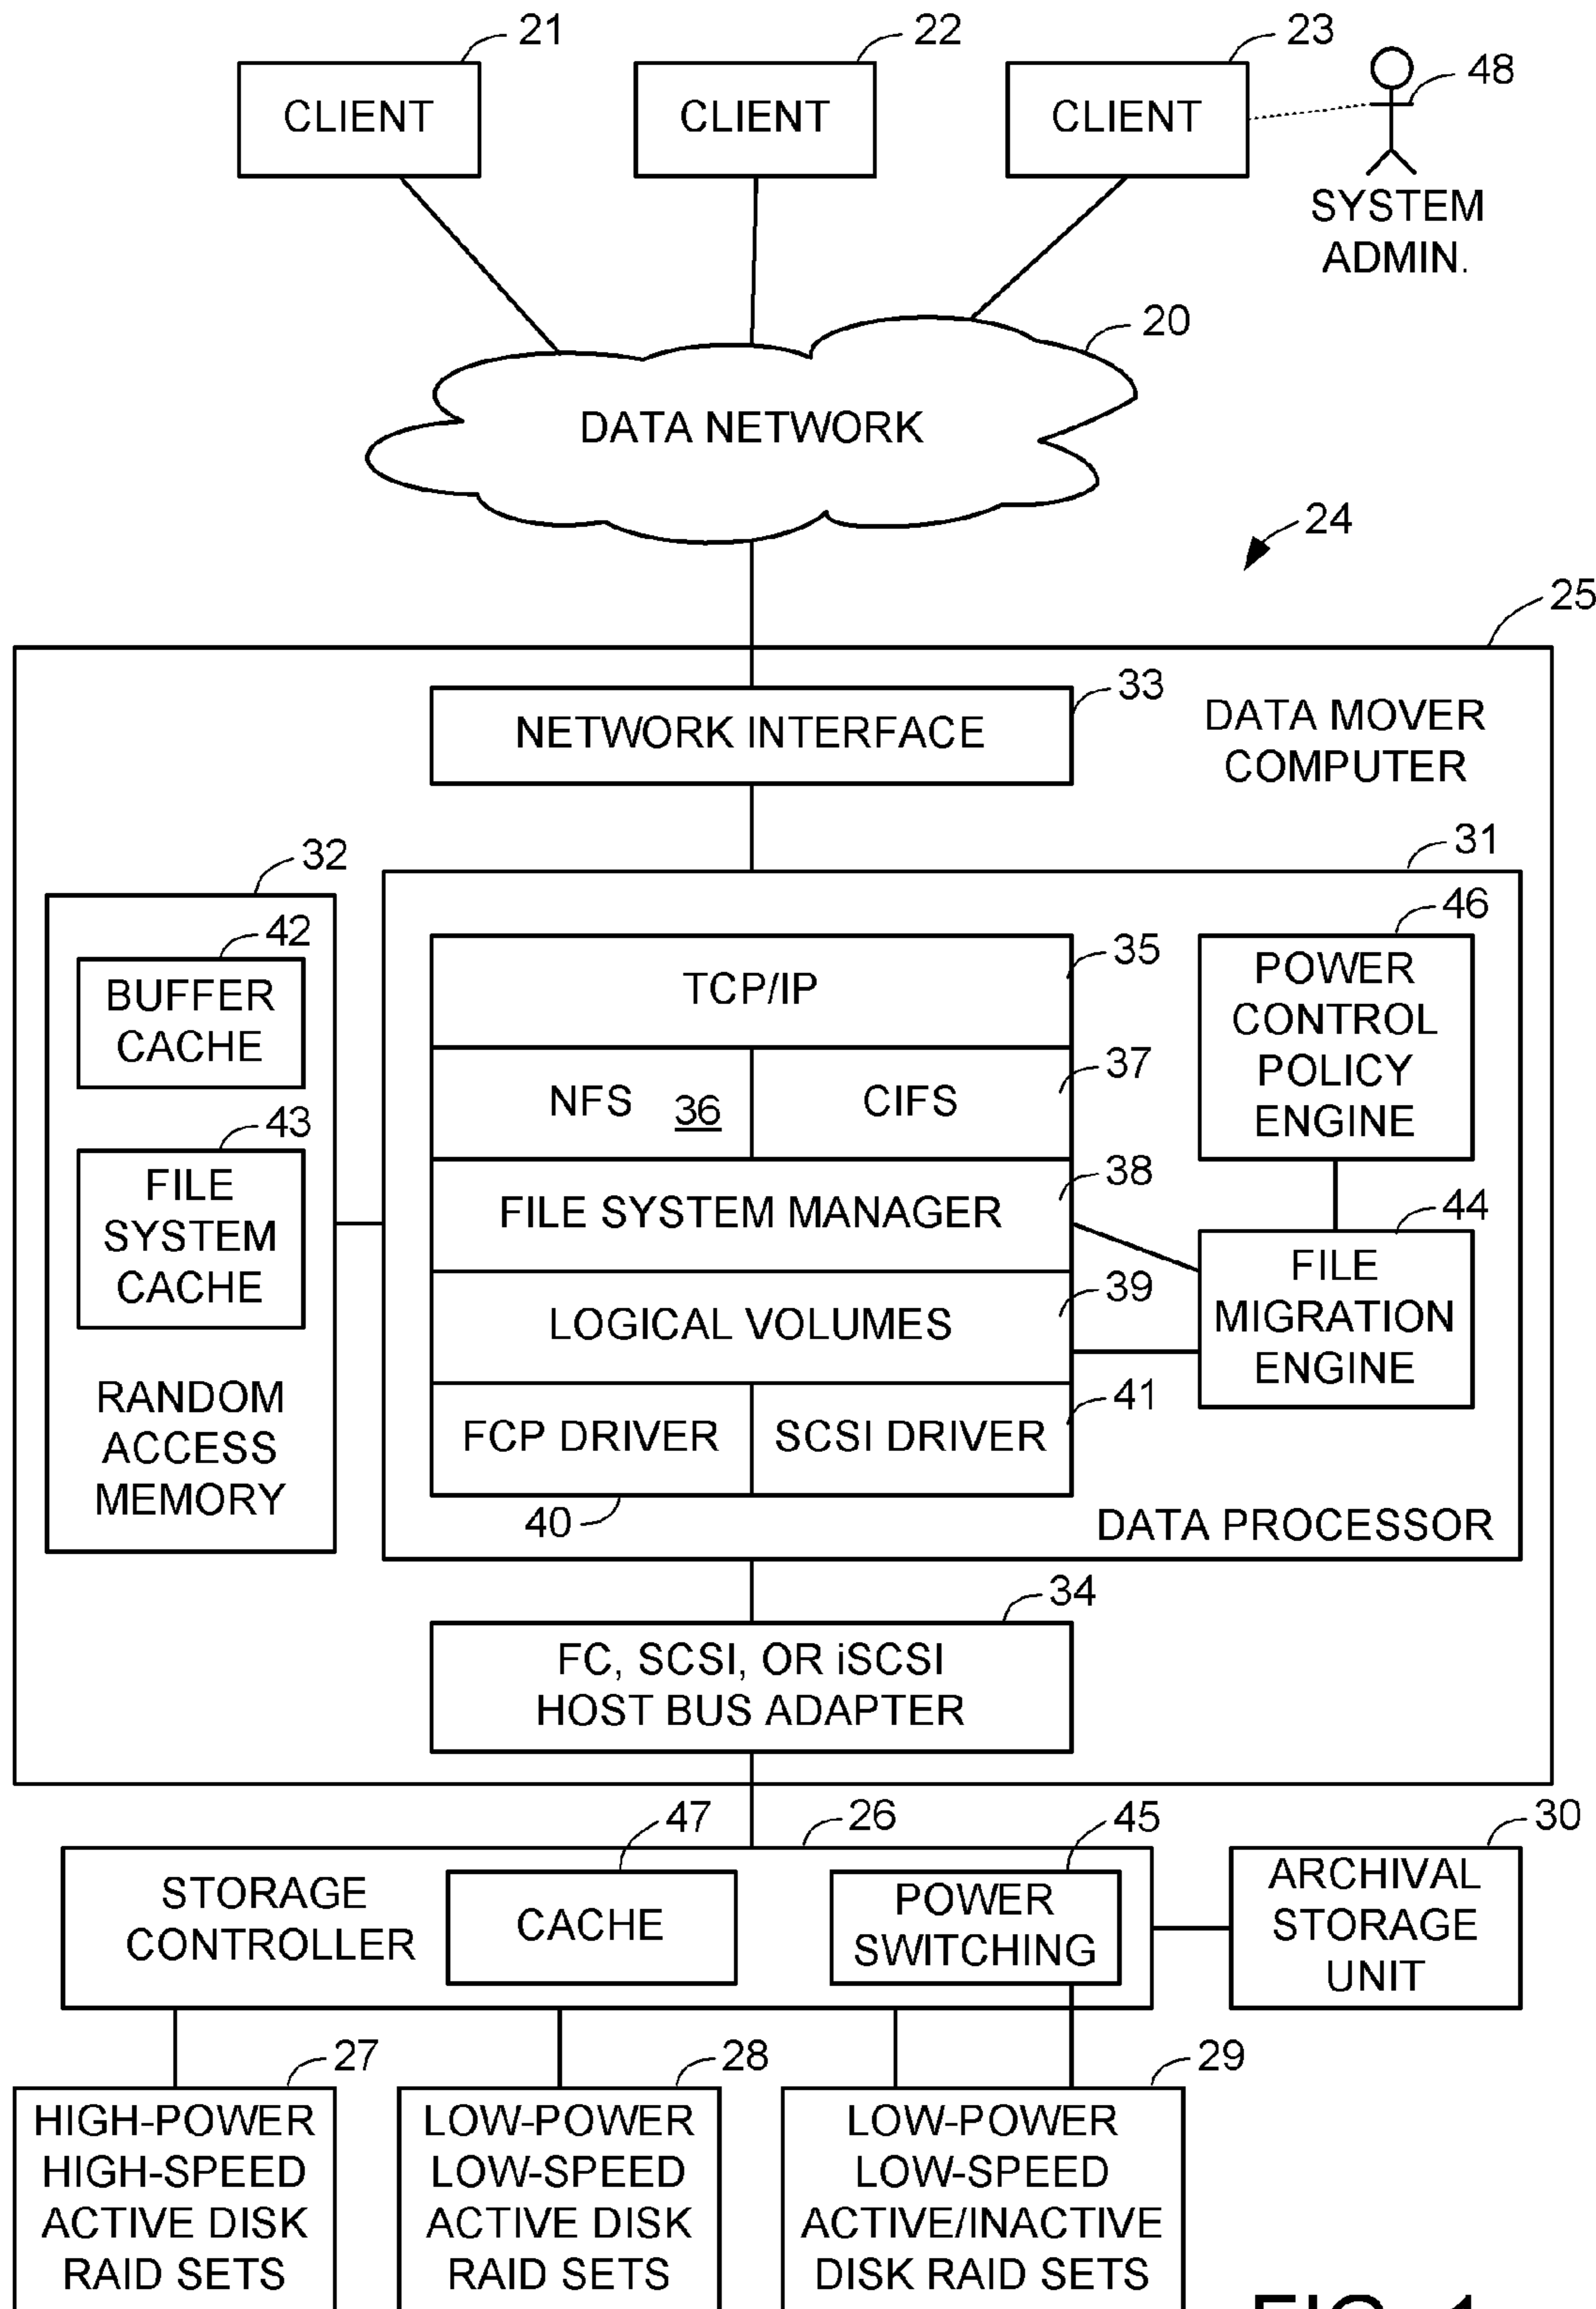 21
22
23
CLIENT
CLIENT
CLIENT
48
SYSTEM
ADMIN.
20
DATA NETWORK
24
25
33
NETWORK INTERFACE
DATA MOVER
COMPUTER
32
31
42
BUFFER
CACHE
43
FILE
SYSTEM
CACHE
RANDOM
ACCESS
MEMORY
TCP/IP
35
NFS 36
CIFS
37
FILE SYSTEM MANAGER
38
LOGICAL VOLUMES
39
FCP DRIVER
SCSI DRIVER
41
40
46
POWER
CONTROL
POLICY
ENGINE
44
FILE
MIGRATION
ENGINE
DATA PROCESSOR
34
FC, SCSI, OR iSCSI
HOST BUS ADAPTER
47
26
45
30
STORAGE
CONTROLLER
CACHE
POWER
SWITCHING
ARCHIVAL
STORAGE
UNIT
27
28
29
HIGH-POWER
HIGH-SPEED
ACTIVE DISK
RAID SETS
LOW-POWER
LOW-SPEED
ACTIVE DISK
RAID SETS
LOW-POWER
LOW-SPEED
ACTIVE/INACTIVE
DISK RAID SETS
FIG. 1